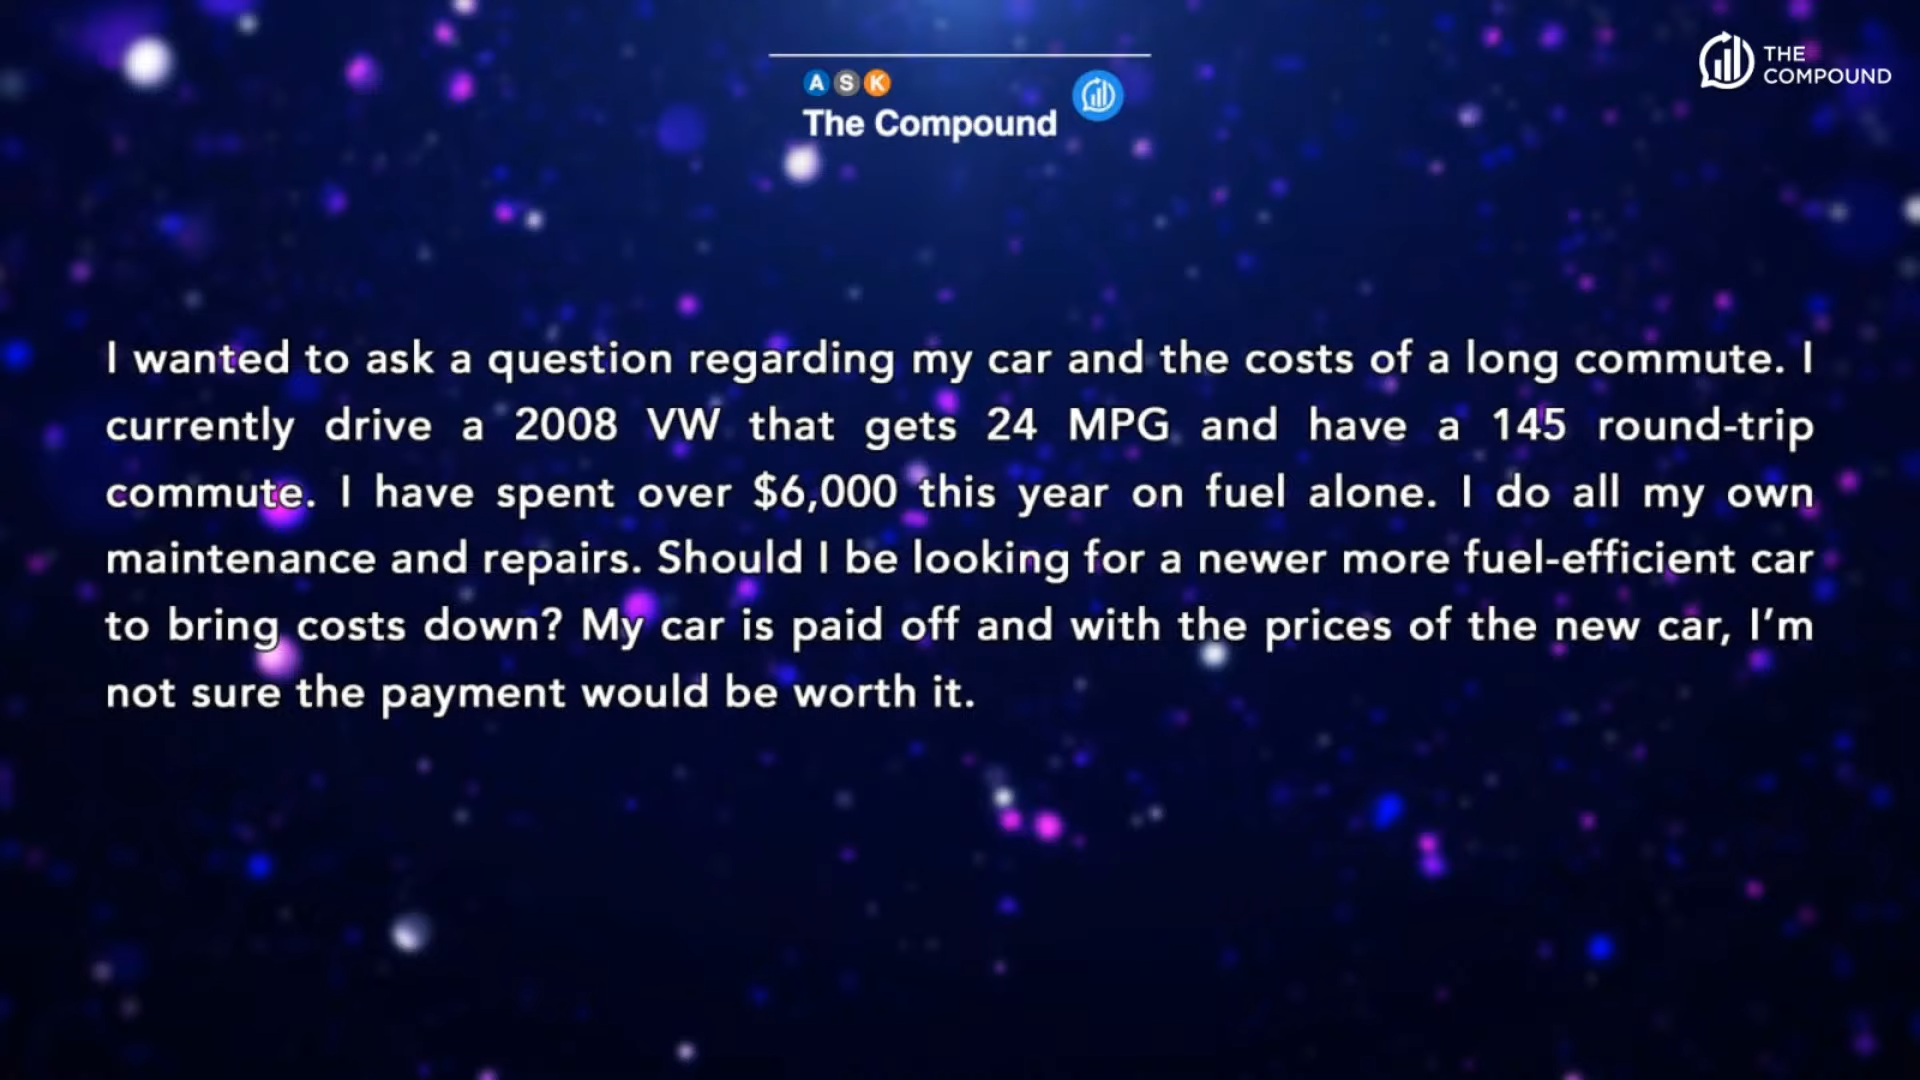 ASK
The Compound
THE
COMPOUND
I wanted to ask a question regarding my car and the costs of a long commute. I
currently drive a 2008 VW that gets 24 MPG and have a 145 round-trip
commute. I have spent over $6,000 this year on fuel alone. I do all my own
maintenance and repairs. Should I be looking for a newer more fuel-efficient car
to bring costs down? My car is paid off and with the prices of the new car, I’m
not sure the payment would be worth it.